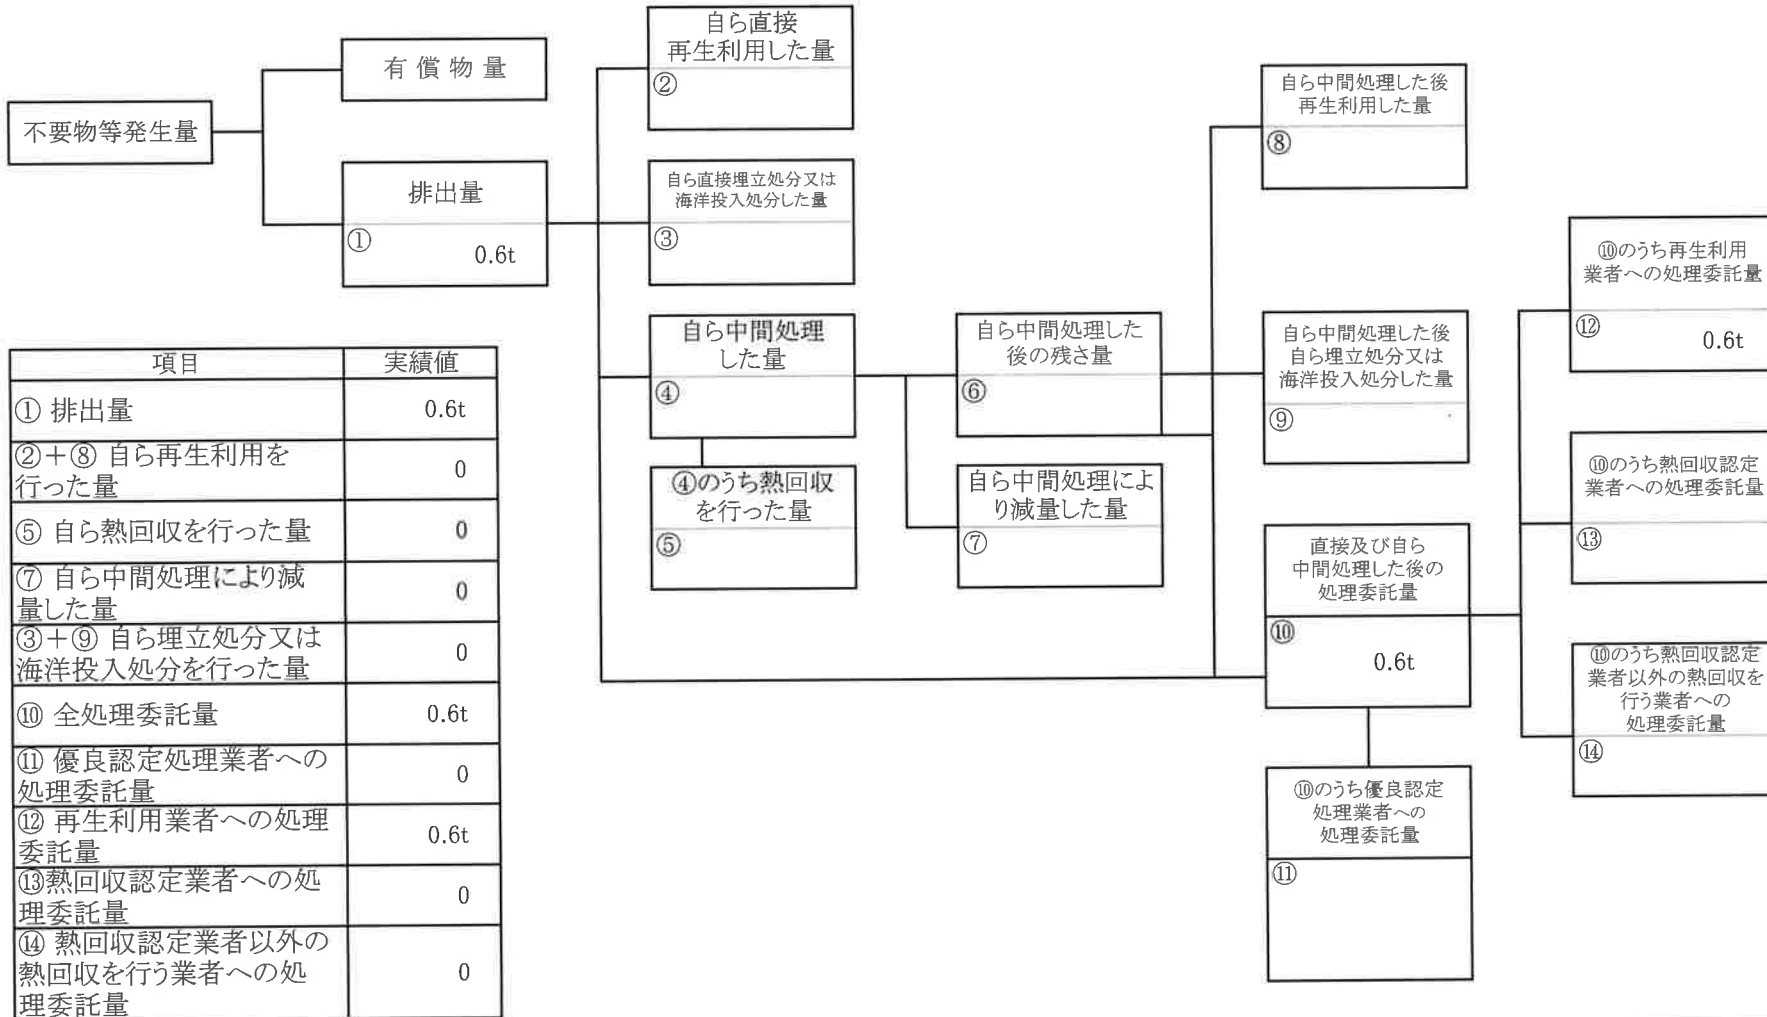 不要物等発生量
有償物量
排出量
①
0.6t
自ら直接
再生利用した量
②
自ら直接埋立処分又は
海洋投入処分した量
③
自ら中間処理
した量
④
④のうち熱回収
を行った量
⑤
自ら中間処理した
後の残さ量
⑥
自ら中間処理によ
り減量した量
⑦
自ら中間処理した後
再生利用した量
⑧
自ら中間処理した後
自ら埋立処分又は
海洋投入処分した量
⑨
直接及び自ら
中間処理した後の
処理委託量
⑩
0.6t
⑩のうち優良認定
処理業者への
処理委託量
⑪
⑩のうち再生利用
業者への処理委託量
⑫
0.6t
⑩のうち熱回収認定
業者への処理委託量
⑬
⑩のうち熱回収認定
業者以外の熱回収を
行う業者への
処理委託量
⑭
項目 実績値
① 排出量 0.6t
②+⑧ 自ら再生利用を
行った量 0
⑤ 自ら熱回収を行った量 0
⑦ 自ら中間処理により減
量した量 0
③+⑨ 自ら埋立処分又は
海洋投入処分を行った量 0
⑩ 全処理委託量 0.6t
⑪ 優良認定処理業者への
処理委託量 0
⑫ 再生利用業者への処理
委託量 0.6t
⑬熱回収認定業者への処
理委託量 0
⑭ 熱回収認定業者以外の
熱回収を行う業者への処
理委託量 0